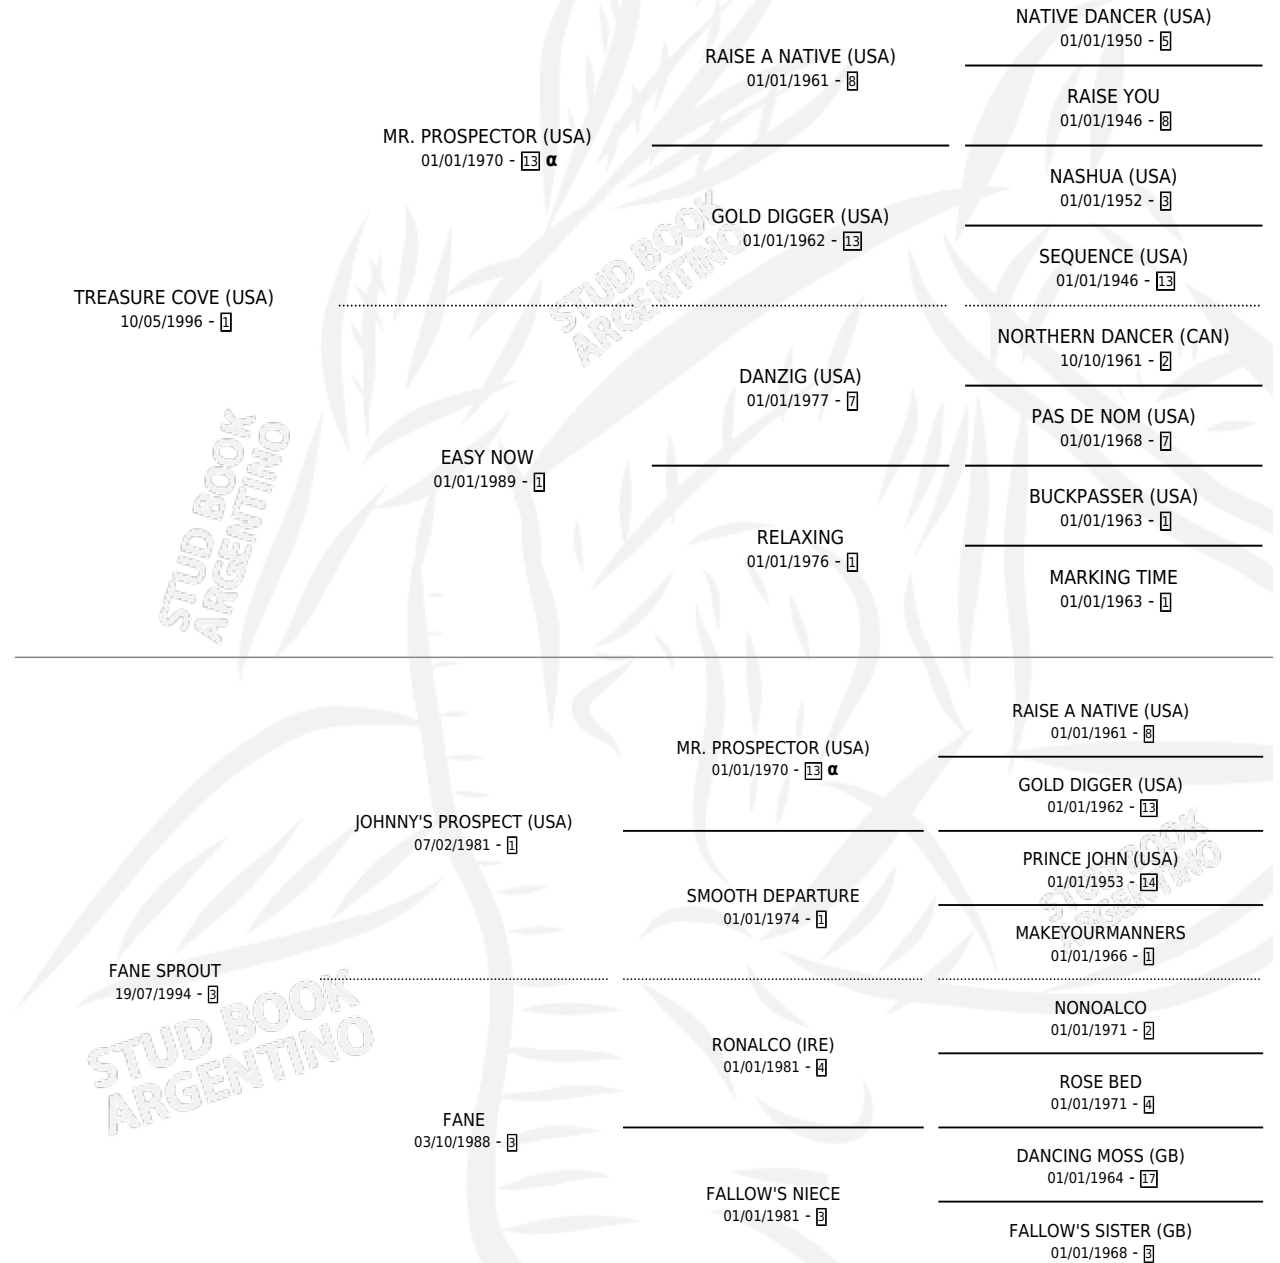 NATIVE DANCER (USA)
01/01/1950 - 5
RAISE A NATIVE (USA)
01/01/1961 - 8
RAISE YOU
01/01/1946 - 8
MR. PROSPECTOR (USA)
01/01/1970 - 13 α
NASHUA (USA)
01/01/1952 - 3
GOLD DIGGER (USA)
01/01/1962 - 13
SEQUENCE (USA)
01/01/1946 - 13
TREASURE COVE (USA)
10/05/1996 - 1
NORTHERN DANCER (CAN)
10/10/1961 - 2
DANZIG (USA)
01/01/1977 - 7
PAS DE NOM (USA)
01/01/1968 - 7
EASY NOW
01/01/1989 - 1
BUCKPASSER (USA)
01/01/1963 - 1
RELAXING
01/01/1976 - 1
MARKING TIME
01/01/1963 - 1
RAISE A NATIVE (USA)
01/01/1961 - 8
MR. PROSPECTOR (USA)
01/01/1970 - 13 α
GOLD DIGGER (USA)
01/01/1962 - 13
JOHNNY'S PROSPECT (USA)
07/02/1981 - 1
PRINCE JOHN (USA)
01/01/1953 - 14
SMOOTH DEPARTURE
01/01/1974 - 1
MAKEYOURMANNERS
01/01/1966 - 1
FANE SPROUT
19/07/1994 - 3
NONOALCO
01/01/1971 - 2
RONALCO (IRE)
01/01/1981 - 4
ROSE BED
01/01/1971 - 4
FANE
03/10/1988 - 3
DANCING MOSS (GB)
01/01/1964 - 17
FALLOW'S NIECE
01/01/1981 - 3
FALLOW'S SISTER (GB)
01/01/1968 - 3
STUD BOOK
ARGENTINO
STUD BOOK
ARGENTINO
STUD BOOK
ARGENTINO
STUD BOOK
ARGENTINO